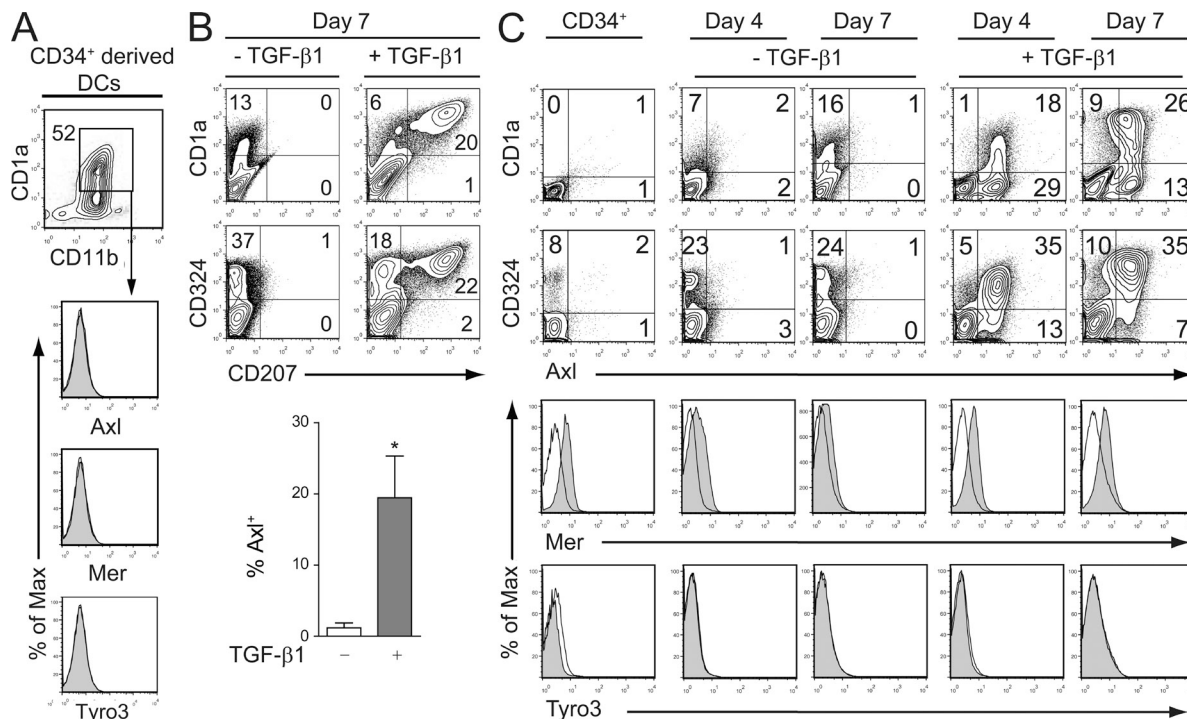 A
CD34+ derived
DCs
52
CD1a
CD11b
Axl
Mer
Tyro3
% of Max
B
Day 7
- TGF-β1
+ TGF-β1
13
0
0
6
20
1
CD1a
37
1
0
18
22
2
CD324
CD207
30
20
10
0
*
% Axl+
TGF-β1
–
+
C
CD34+
Day 4
Day 7
Day 4
Day 7
- TGF-β1
+ TGF-β1
CD1a
0
1
1
7
2
2
16
1
0
1
18
29
9
26
13
CD324
8
2
1
23
1
3
24
1
0
5
35
13
10
35
7
Axl
Mer
Tyro3
% of Max